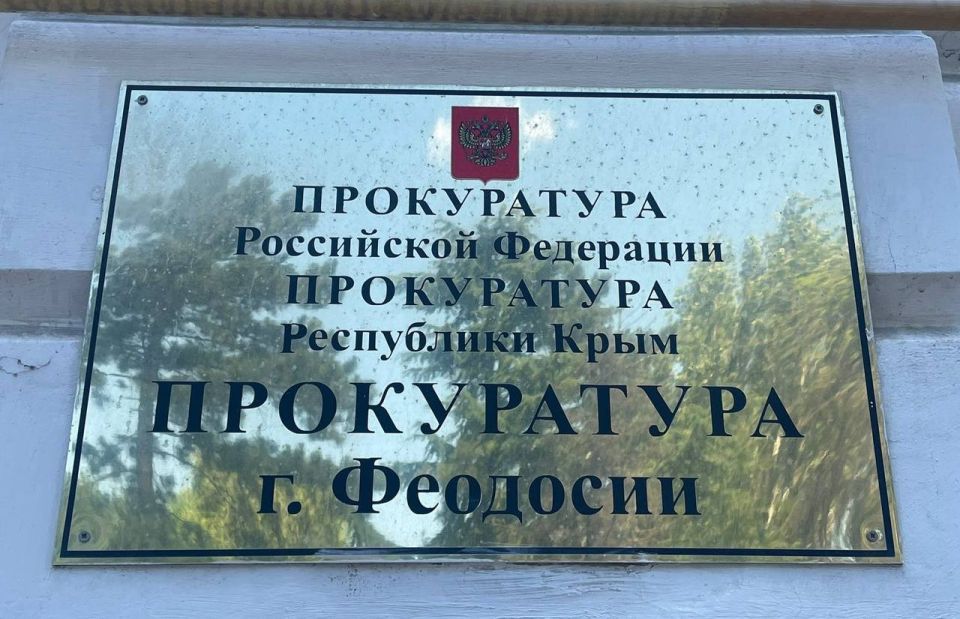 ПРОКУРАТУРА
Российской Федерации
ПРОКУРАТУРА
Республики Крым
ПРОКУРАТУРА
г. Феодосии